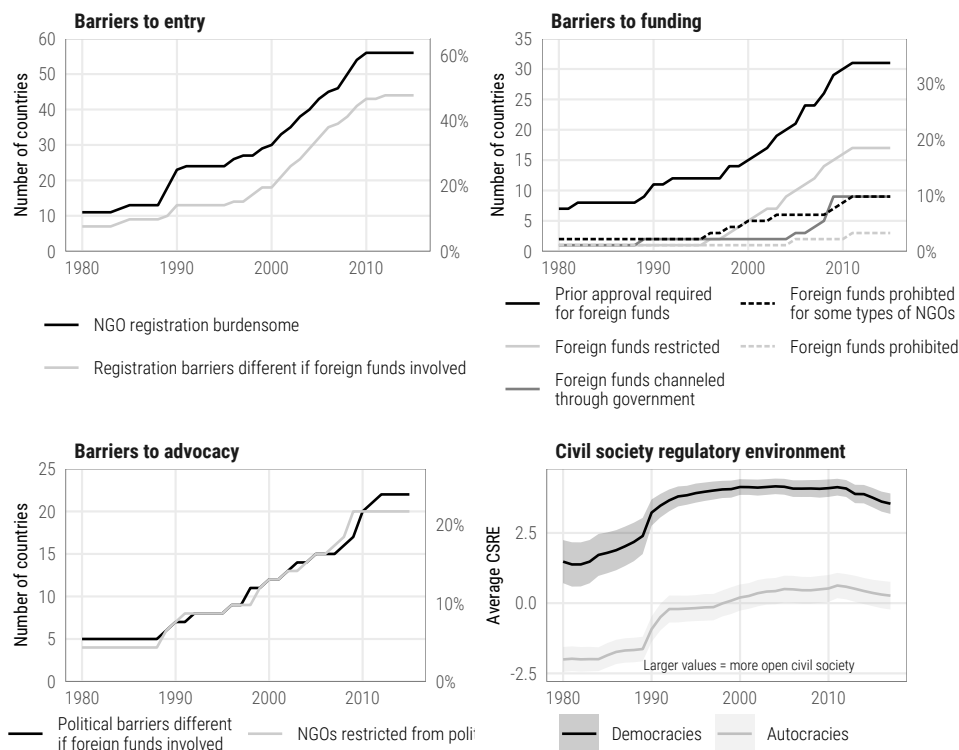 Barriers to entry
60
50
40
30
20
10
0
60%
40%
20%
0%
Number of countries
1980 1990 2000 2010
NGO registration burdensome
Registration barriers different if foreign funds involved
Barriers to funding
35
30
25
20
15
10
5
0
30%
20%
10%
0%
Number of countries
1980 1990 2000 2010
Prior approval required
for foreign funds
Foreign funds restricted
Foreign funds channeled
through government
Foreign funds prohibted
for some types of NGOs
Foreign funds prohibited
Barriers to advocacy
25
20
15
10
5
0
20%
10%
0%
Number of countries
1980 1990 2000 2010
Political barriers different
if foreign funds involved
NGOs restricted from
Civil society regulatory environment
2.5
0.0
-2.5
Average CSRE
Larger values = more open civil society
1980 1990 2000 2010
Democracies
Autocracies